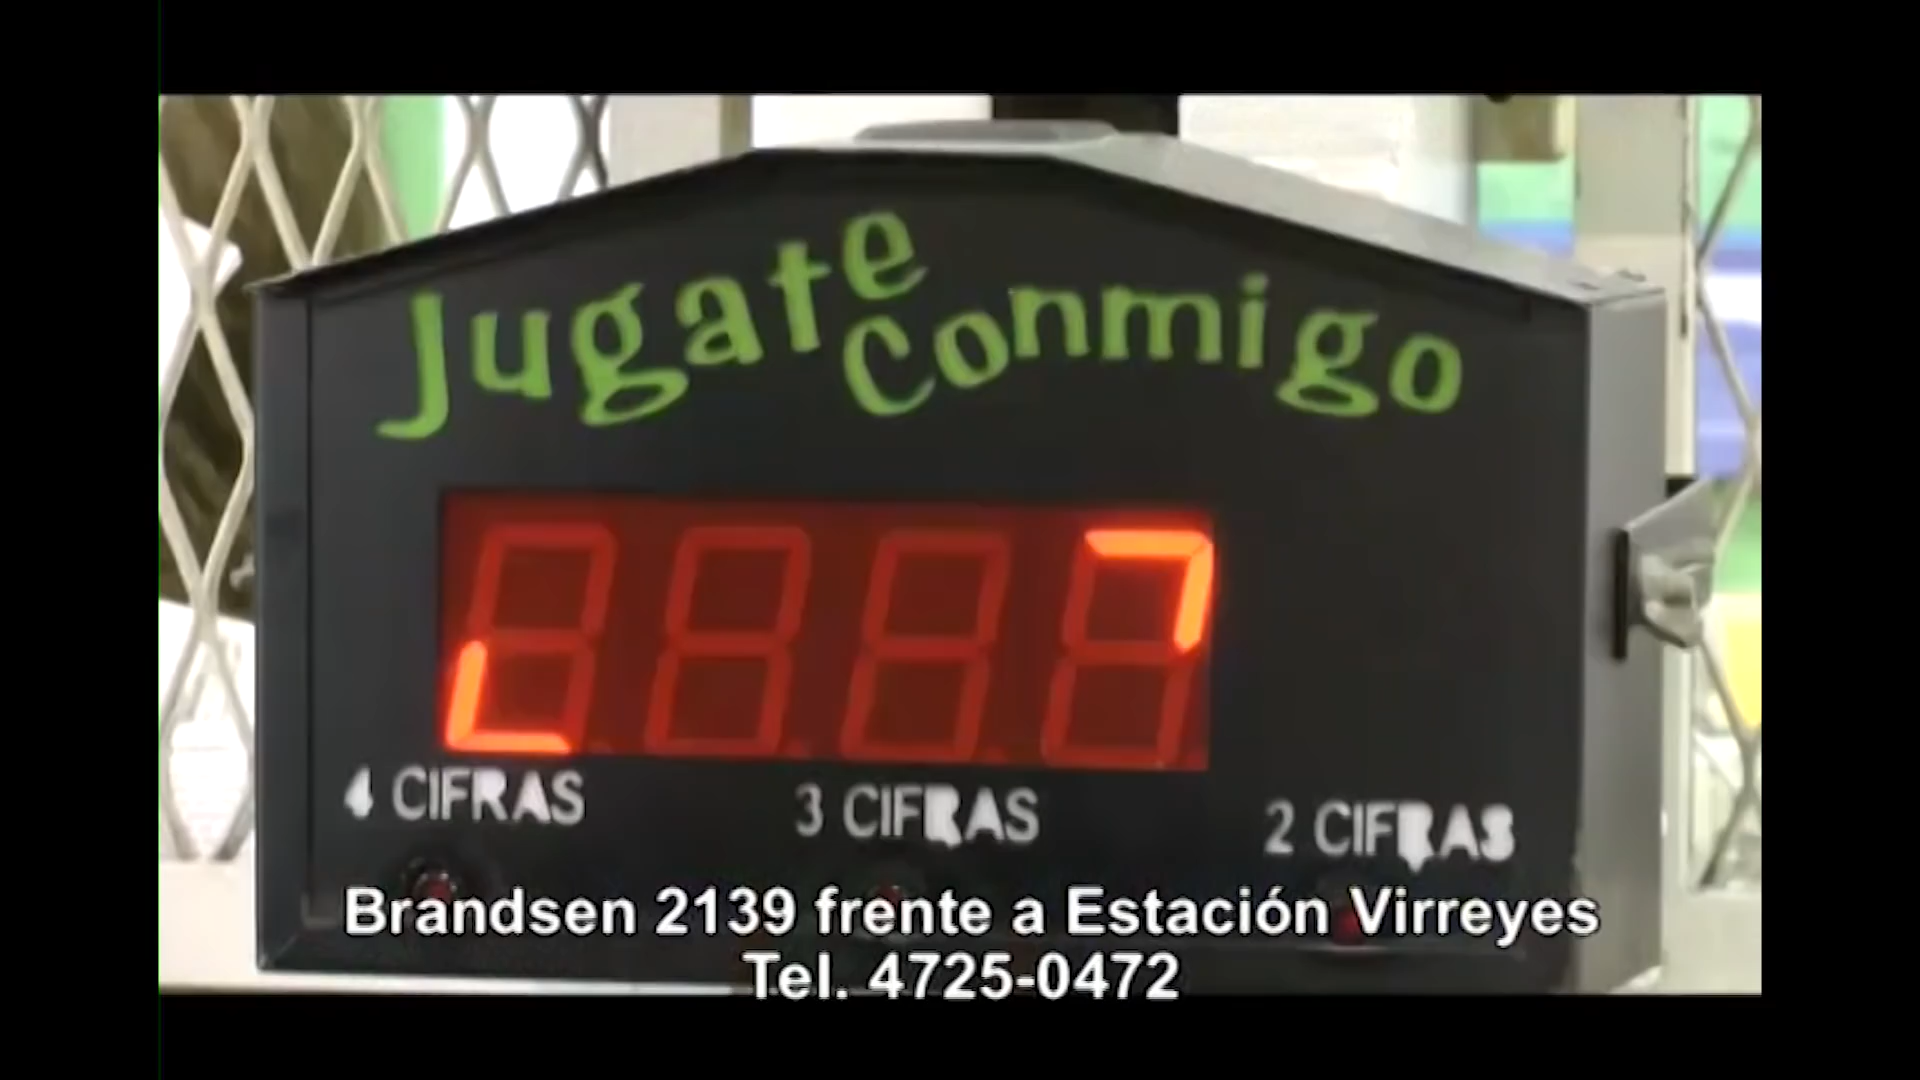 Jugate Conmigo
4 CIFRAS 3 CIFRAS 2 CIFRAS
Brandsen 2139 frente a Estación Virreyes
Tel. 4725-0472